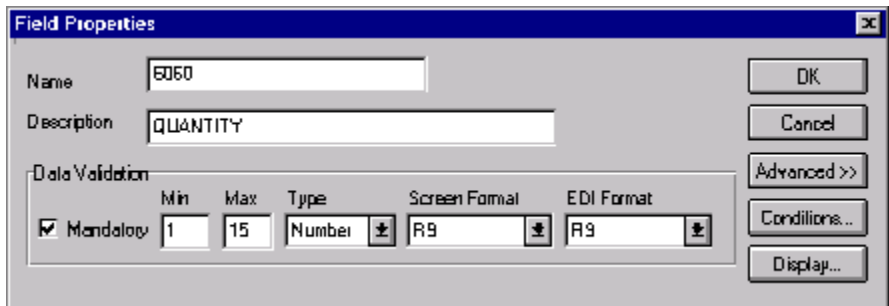 Field Properties
Name 6060
OK
Description QUANTITY
Cancel
Data Validation
Advanced >>
Min Max Type Screen Format EDI Format
Mandatory 1 15 Number R9 R9
Conditions...
Display...